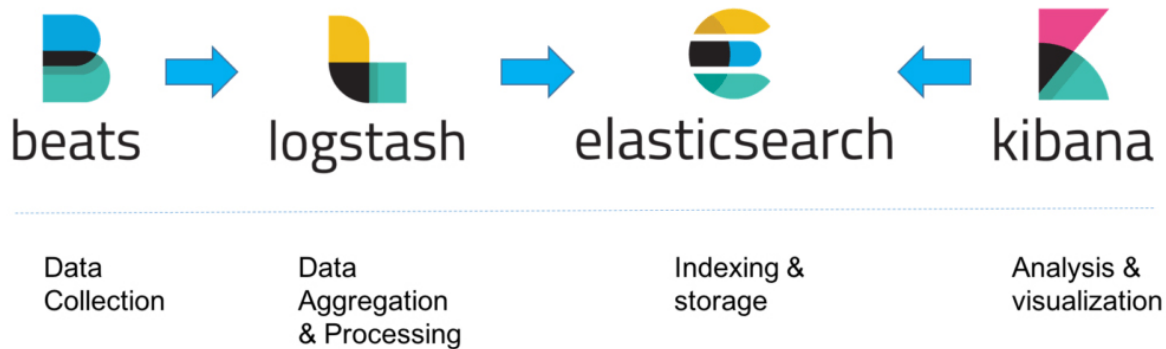 beats
logstash
elasticsearch
kibana
Data
Collection
Data
Aggregation
& Processing
Indexing &
storage
Analysis &
visualization